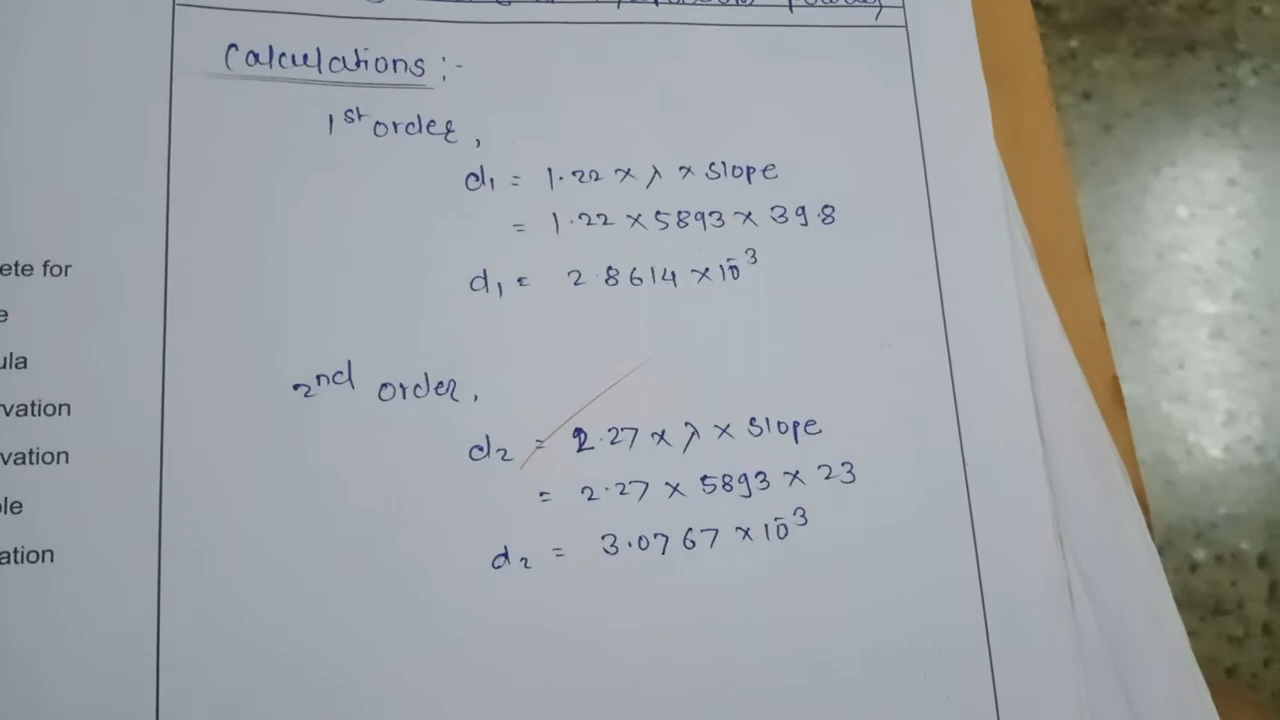 Calculations :-
1st order,
d₁ = 1.22 × λ × Slope
= 1.22 × 5893 × 39.8
d₁ = 2.8614 × 10⁻³
2nd order,
d₂ = 2.27 × λ × Slope
= 2.27 × 5893 × 23
d₂ = 3.0767 × 10⁻³
ete for
e
ula
vation
vation
ble
ation